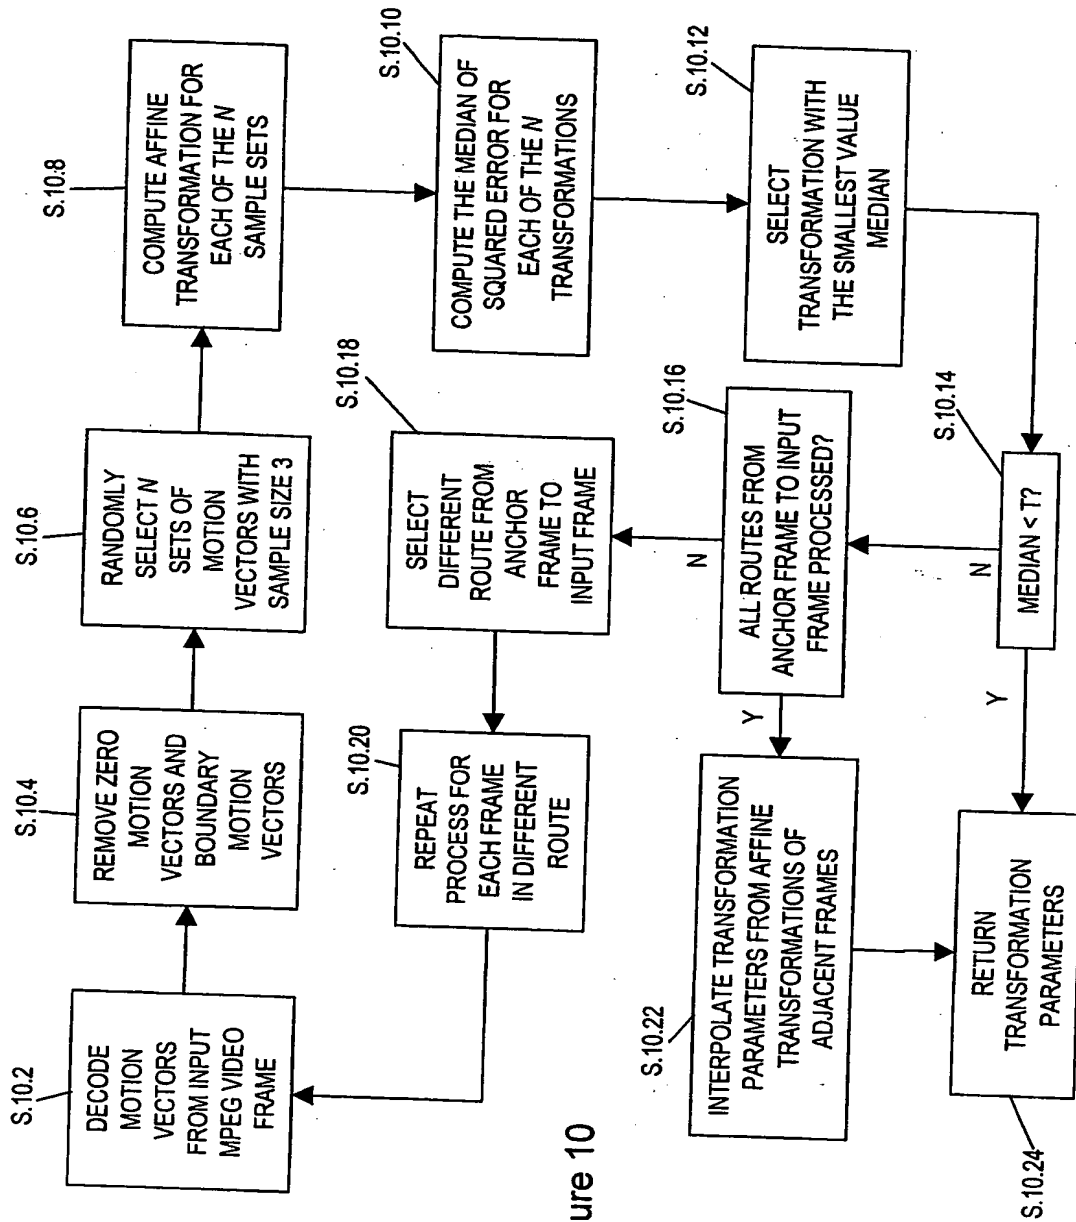 S.10.2
DECODE
MOTION
VECTORS
FROM INPUT
MPEG VIDEO
FRAME
S.10.4
REMOVE ZERO
MOTION
VECTORS AND
BOUNDARY
MOTION
VECTORS
S.10.6
RANDOMLY
SELECT N
SETS OF
MOTION
VECTORS WITH
SAMPLE SIZE 3
S.10.8
COMPUTE AFFINE
TRANSFORMATION FOR
EACH OF THE N
SAMPLE SETS
S.10.10
COMPUTE THE MEDIAN OF
SQUARED ERROR FOR
EACH OF THE N
TRANSFORMATIONS
S.10.12
SELECT
TRANSFORMATION WITH
THE SMALLEST VALUE
MEDIAN
S.10.14
MEDIAN < T?
N
Y
S.10.16
ALL ROUTES FROM
ANCHOR FRAME TO INPUT
FRAME PROCESSED?
N
Y
S.10.18
SELECT
DIFFERENT
ROUTE FROM
ANCHOR
FRAME TO
INPUT FRAME
S.10.20
REPEAT
PROCESS FOR
EACH FRAME
IN DIFFERENT
ROUTE
S.10.22
INTERPOLATE TRANSFORMATION
PARAMETERS FROM AFFINE
TRANSFORMATIONS OF
ADJACENT FRAMES
S.10.24
RETURN
TRANSFORMATION
PARAMETERS
ure 10